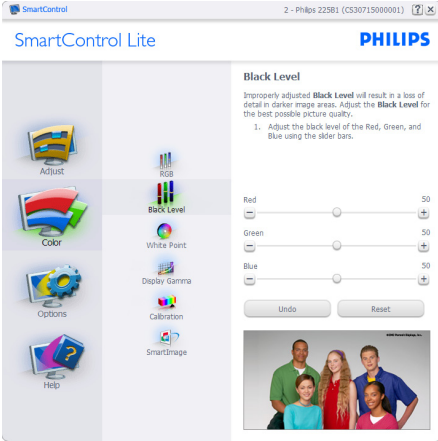 SmartControl
2 - Philips 225B1 (CS30715000001)
SmartControl Lite
PHILIPS
Black Level
Improperly adjusted Black Level will result in a loss of
detail in darker image areas. Adjust the Black Level for
the best possible picture quality.
1. Adjust the black level of the Red, Green, and
Blue using the slider bars.
Adjust
Color
Options
Help
RGB
Black Level
White Point
Display Gamma
Calibration
SmartImage
Red 50
Green 50
Blue 50
Undo Reset